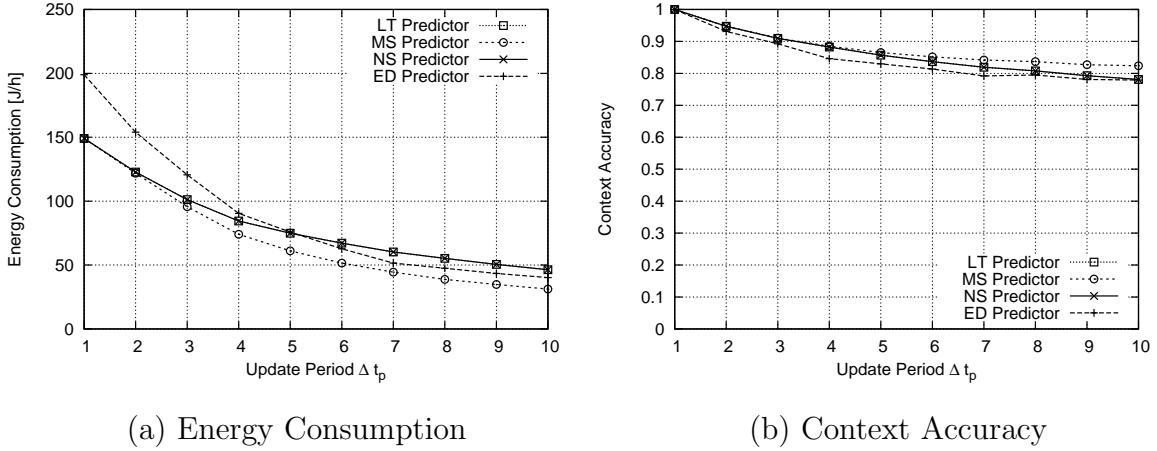 250
200
150
100
50
0
Energy Consumption [J/h]
LT Predictor
MS Predictor
NS Predictor
ED Predictor
1 2 3 4 5 6 7 8 9 10
Update Period Δ tp
(a) Energy Consumption
1
0.9
0.8
0.7
0.6
0.5
0.4
0.3
0.2
0.1
0
Context Accuracy
LT Predictor
MS Predictor
NS Predictor
ED Predictor
1 2 3 4 5 6 7 8 9 10
Update Period Δ tp
(b) Context Accuracy